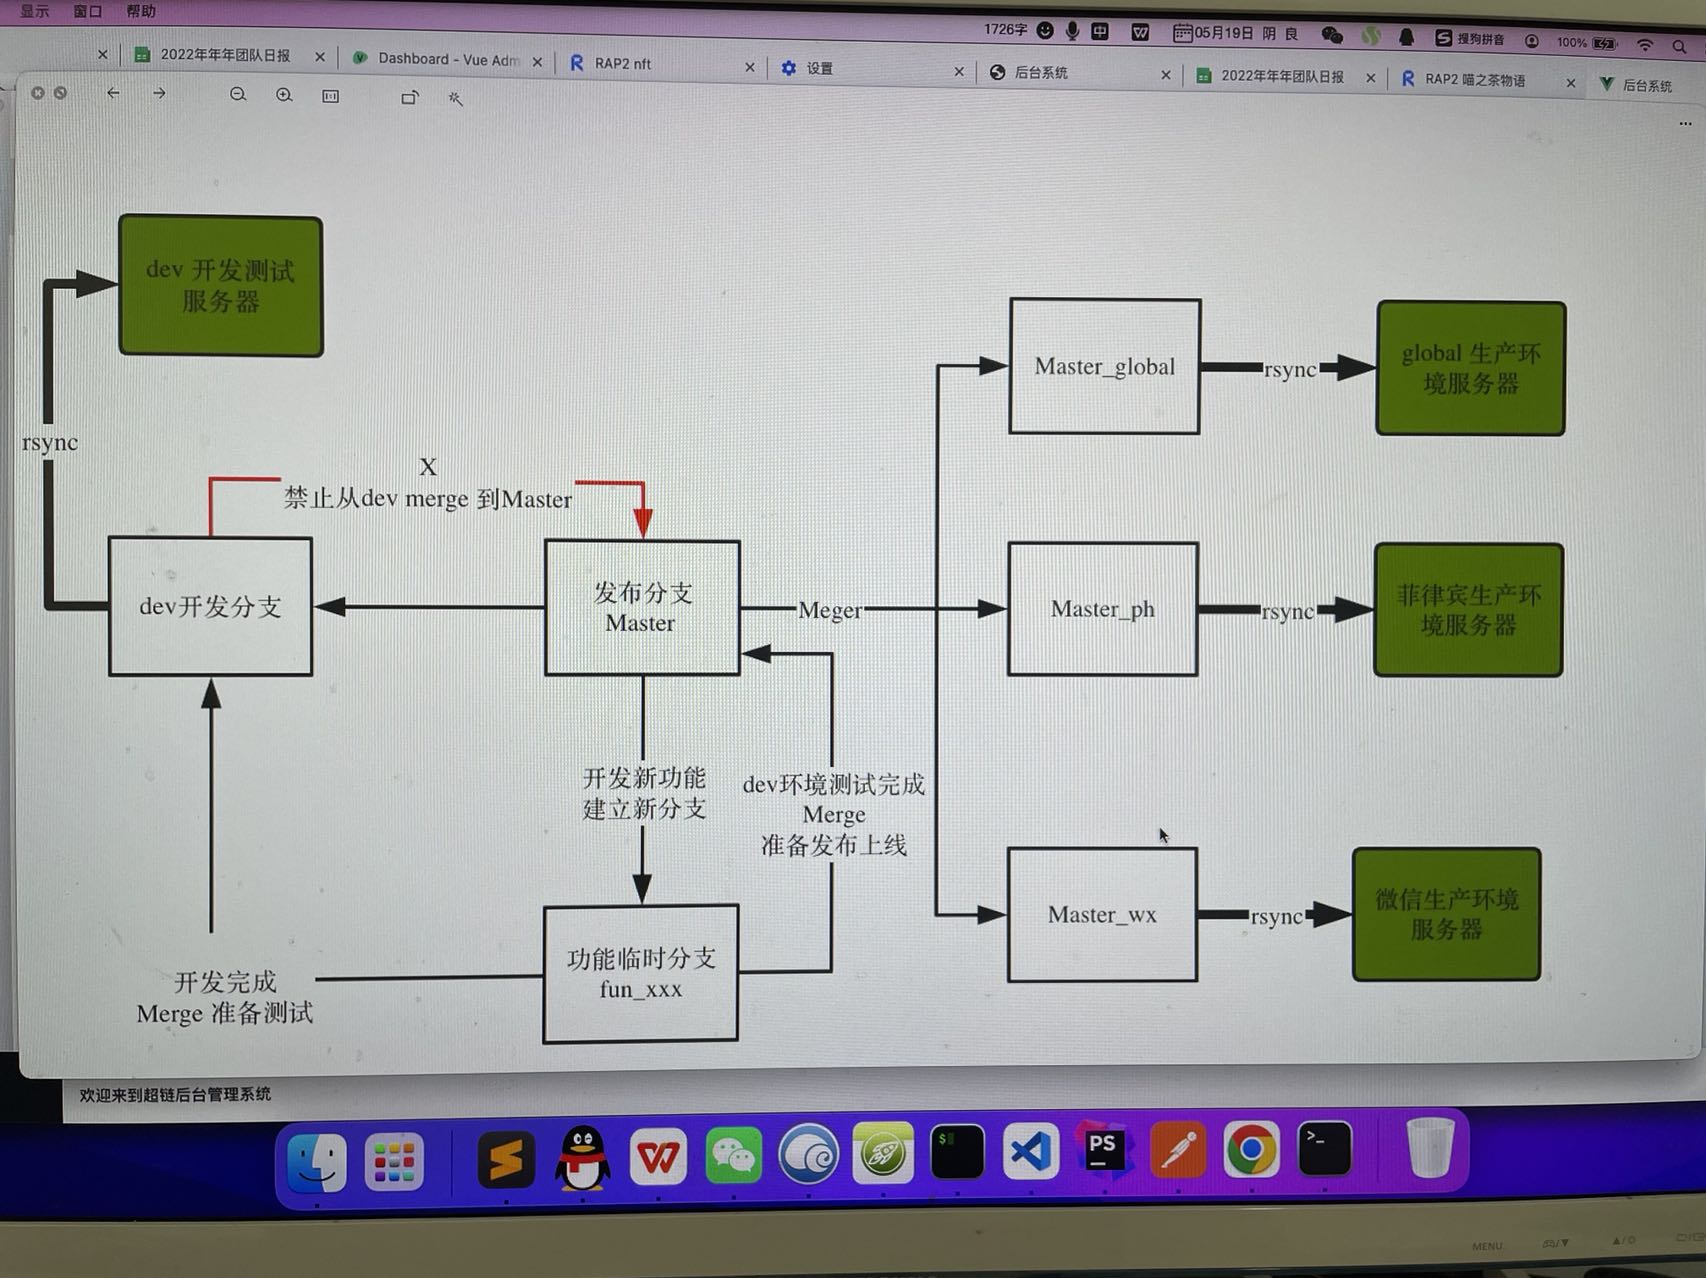 显示 窗口 帮助
1726字 中 05月19日 阴 良 搜狗拼音 100%
2022年年年团队日报
Dashboard - Vue Adm
RAP2 nft
设置
后台系统
2022年年年团队日报
RAP2 喵之茶物语
后台系统
dev 开发测试
服务器
rsync
X
禁止从dev merge 到Master
dev开发分支
发布分支
Master
Meger
Master_global
rsync
global 生产环
境服务器
Master_ph
rsync
菲律宾生产环
境服务器
开发新功能
建立新分支
dev环境测试完成
Merge
准备发布上线
Master_wx
rsync
微信生产环境
服务器
功能临时分支
fun_xxx
开发完成
Merge 准备测试
欢迎来到超链后台管理系统
PS
MENU